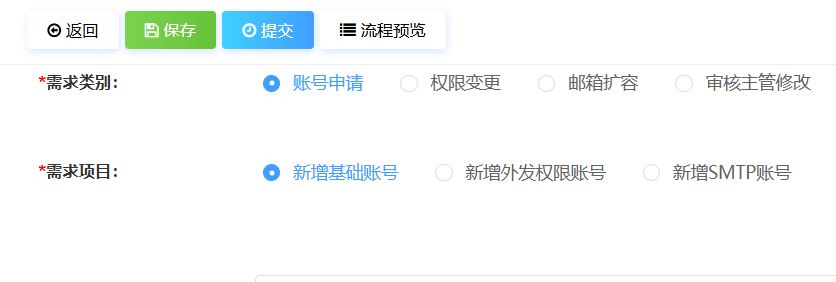 返回 保存 提交 流程预览
*需求类别： 账号申请 权限变更 邮箱扩容 审核主管修改
*需求项目： 新增基础账号 新增外发权限账号 新增SMTP账号